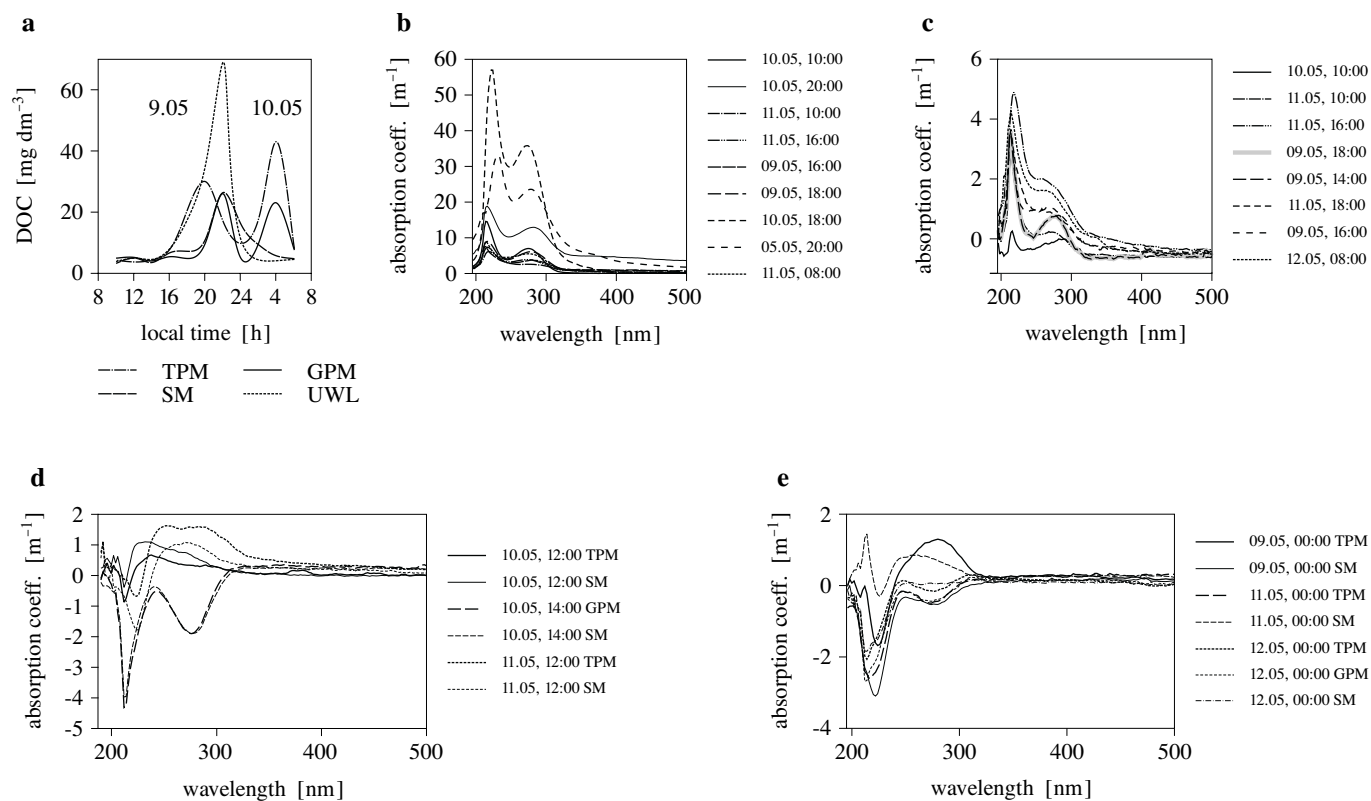 a
DOC [mg dm−3]
60
40
20
0
9.05
10.05
8 12 16 20 24 4 8
local time [h]
TPM GPM
SM UWL
b
absorption coeff. [m−1]
60
50
40
30
20
10
0
200 300 400 500
wavelength [nm]
10.05, 10:00
10.05, 20:00
11.05, 10:00
11.05, 16:00
09.05, 16:00
09.05, 18:00
10.05, 18:00
05.05, 20:00
11.05, 08:00
c
absorption coeff. [m−1]
6
4
2
0
200 300 400 500
wavelength [nm]
10.05, 10:00
11.05, 10:00
11.05, 16:00
09.05, 18:00
09.05, 14:00
11.05, 18:00
09.05, 16:00
12.05, 08:00
d
absorption coeff. [m−1]
2
1
0
-1
-2
-3
-4
-5
200 300 400 500
wavelength [nm]
10.05, 12:00 TPM
10.05, 12:00 SM
10.05, 14:00 GPM
10.05, 14:00 SM
11.05, 12:00 TPM
11.05, 12:00 SM
e
absorption coeff. [m−1]
2
0
-2
-4
200 300 400 500
wavelength [nm]
09.05, 00:00 TPM
09.05, 00:00 SM
11.05, 00:00 TPM
11.05, 00:00 SM
12.05, 00:00 TPM
12.05, 00:00 GPM
12.05, 00:00 SM